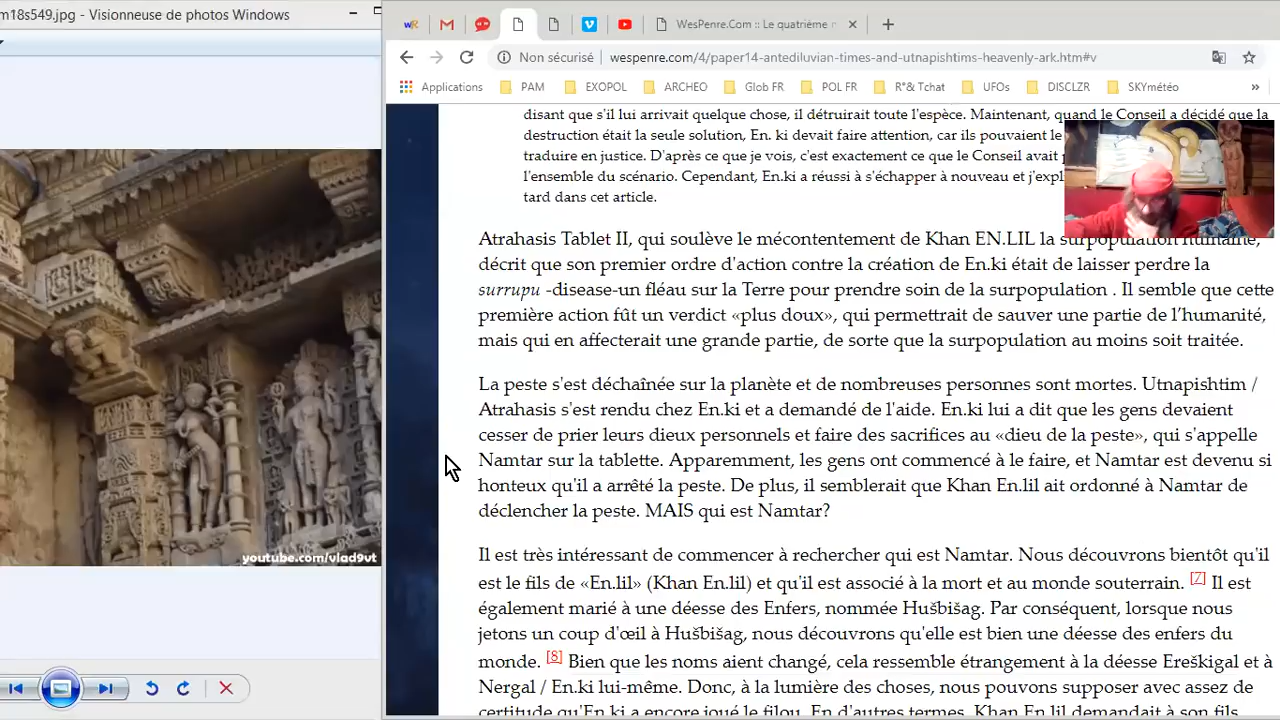 m18s549.jpg - Visionneuse de photos Windows
WesPenre.Com :: Le quatrième
Non sécurisé | wespenre.com/4/paper14-antediluvian-times-and-utnapishtims-heavenly-ark.htm#v
Applications PAM EXOPOL ARCHEO Glob FR POL FR R°& Tchat UFOs DISCLZR SKYmétéo »
disant que s'il lui arrivait quelque chose, il détruirait toute l'espèce. Maintenant, quand le Conseil a décidé que la
destruction était la seule solution, En. ki devait faire attention, car ils pouvaient le
traduire en justice. D'après ce que je vois, c'est exactement ce que le Conseil avait
l'ensemble du scénario. Cependant, En.ki a réussi à s'échapper à nouveau et
tard dans cet article.
Atrahasis Tablet II, qui soulève le mécontentement de Khan EN.LIL la surpopulation humaine,
décrit que son premier ordre d'action contre la création de En.ki était de laisser perdre la
surrupu -disease-un fléau sur la Terre pour prendre soin de la surpopulation . Il semble que cette
première action fût un verdict «plus doux», qui permettrait de sauver une partie de l'humanité,
mais qui en affecterait une grande partie, de sorte que la surpopulation au moins soit traitée.
La peste s'est déchaînée sur la planète et de nombreuses personnes sont mortes. Utnapishtim /
Atrahasis s'est rendu chez En.ki et a demandé de l'aide. En.ki lui a dit que les gens devaient
cesser de prier leurs dieux personnels et faire des sacrifices au «dieu de la peste», qui s'appelle
Namtar sur la tablette. Apparemment, les gens ont commencé à le faire, et Namtar est devenu si
honteux qu'il a arrêté la peste. De plus, il semblerait que Khan En.lil ait ordonné à Namtar de
déclencher la peste. MAIS qui est Namtar?
Il est très intéressant de commencer à rechercher qui est Namtar. Nous découvrons bientôt qu'il
est le fils de «En.lil» (Khan En.lil) et qu'il est associé à la mort et au monde souterrain. [7] Il est
également marié à une déesse des Enfers, nommée Hušbišag. Par conséquent, lorsque nous
jetons un coup d'œil à Hušbišag, nous découvrons qu'elle est bien une déesse des enfers du
monde. [8] Bien que les noms aient changé, cela ressemble étrangement à la déesse Ereškigal et à
Nergal / En.ki lui-même. Donc, à la lumière des choses, nous pouvons supposer avec assez de
certitude qu'En.ki a encore joué le filou. En d'autres termes, Khan En.lil demandait à son fils
youtube.com/vlad9vt